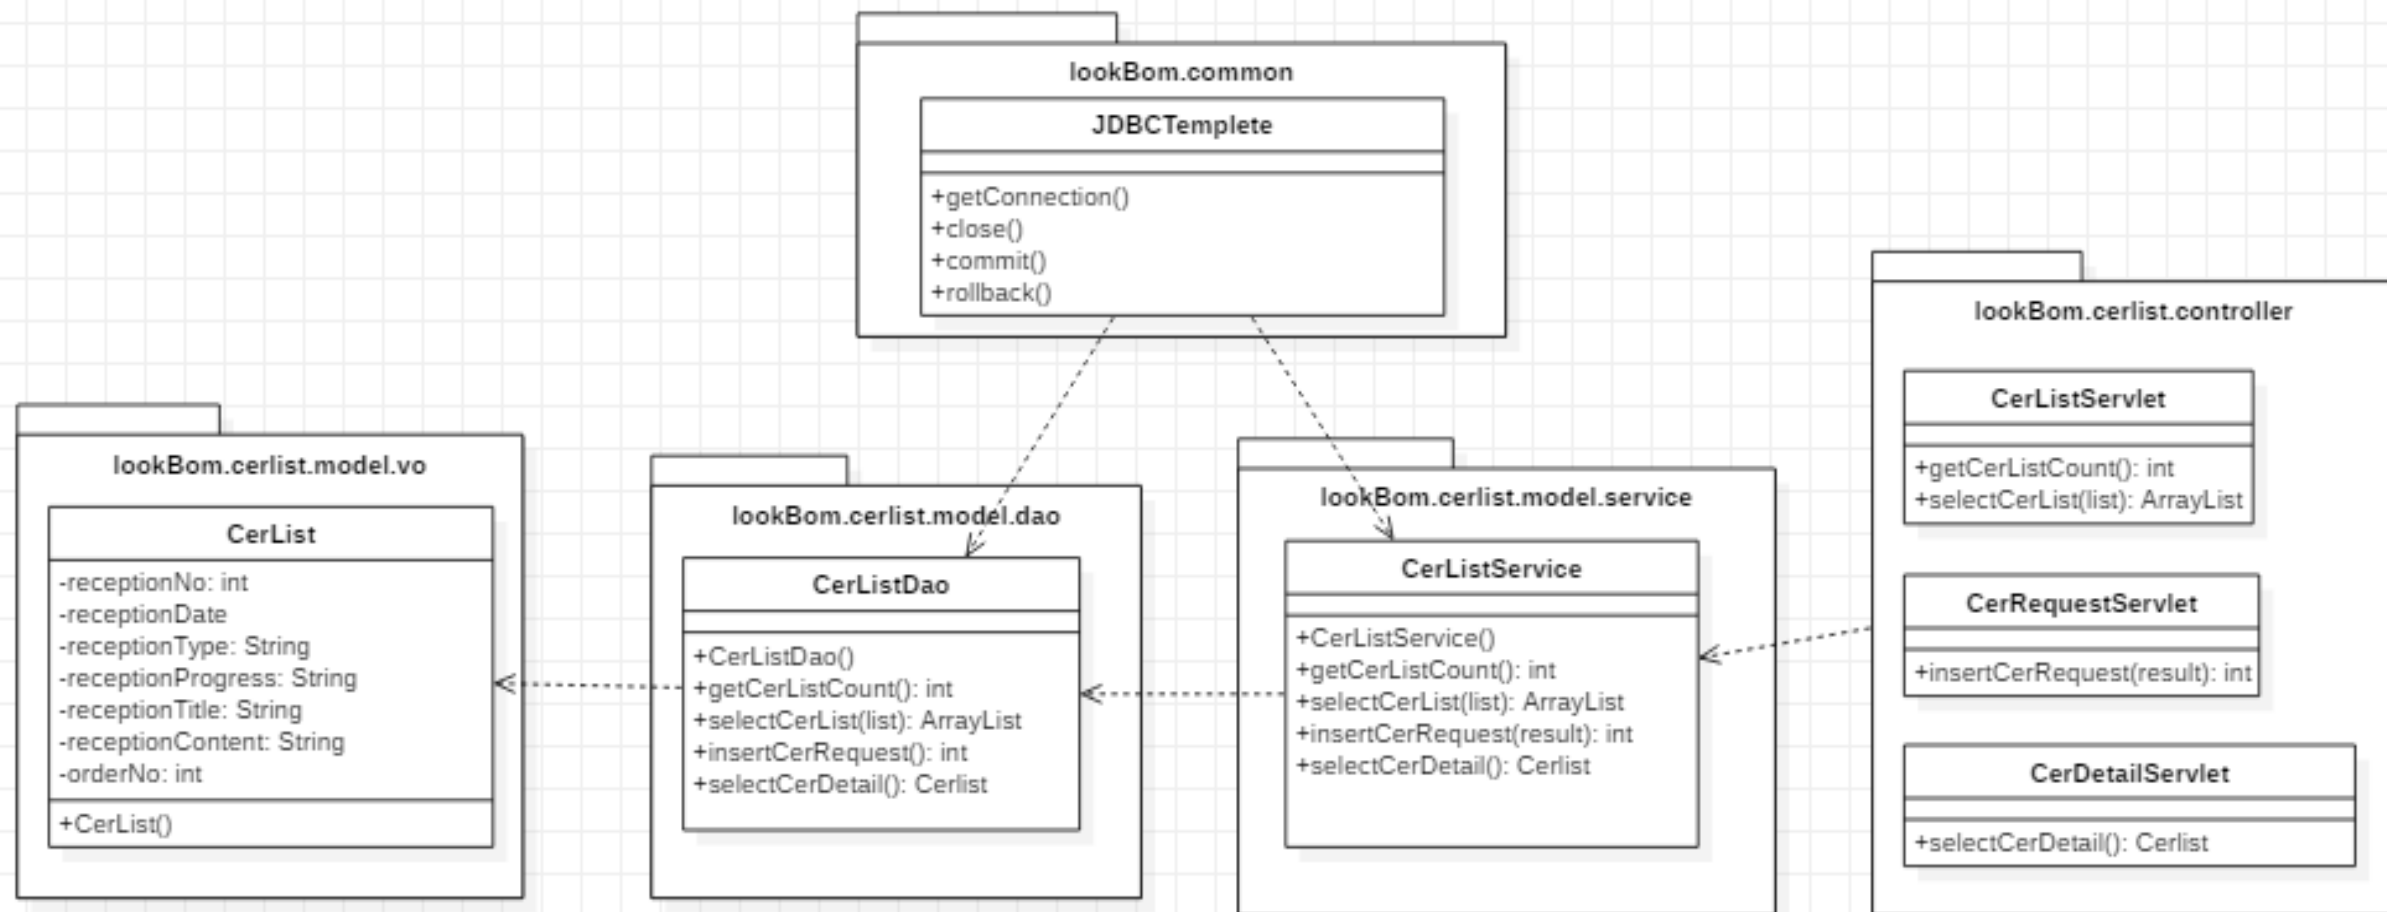 lookBom.common
JDBCTemplete
+getConnection()
+close()
+commit()
+rollback()
lookBom.cerlist.model.vo
CerList
-receptionNo: int
-receptionDate
-receptionType: String
-receptionProgress: String
-receptionTitle: String
-receptionContent: String
-orderNo: int
+CerList()
lookBom.cerlist.model.dao
CerListDao
+CerListDao()
+getCerListCount(): int
+selectCerList(list): ArrayList
+insertCerRequest(): int
+selectCerDetail(): Cerlist
lookBom.cerlist.model.service
CerListService
+CerListService()
+getCerListCount(): int
+selectCerList(list): ArrayList
+insertCerRequest(result): int
+selectCerDetail(): Cerlist
lookBom.cerlist.controller
CerListServlet
+getCerListCount(): int
+selectCerList(list): ArrayList
CerRequestServlet
+insertCerRequest(result): int
CerDetailServlet
+selectCerDetail(): Cerlist